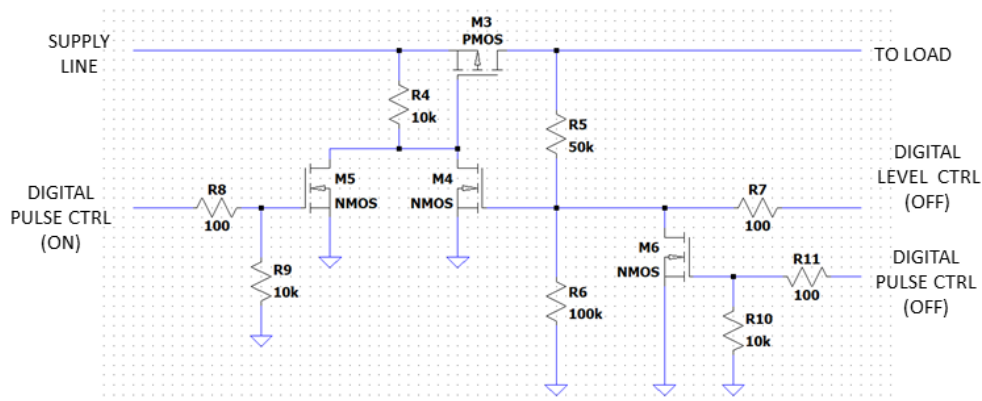 M3
PMOS
SUPPLY
LINE
TO LOAD
R4
10k
R5
50k
DIGITAL
LEVEL CTRL
(OFF)
DIGITAL
PULSE CTRL
(ON)
R8
100
M5
NMOS
M4
NMOS
R7
100
M6
NMOS
R11
100
DIGITAL
PULSE CTRL
(OFF)
R9
10k
R6
100k
R10
10k